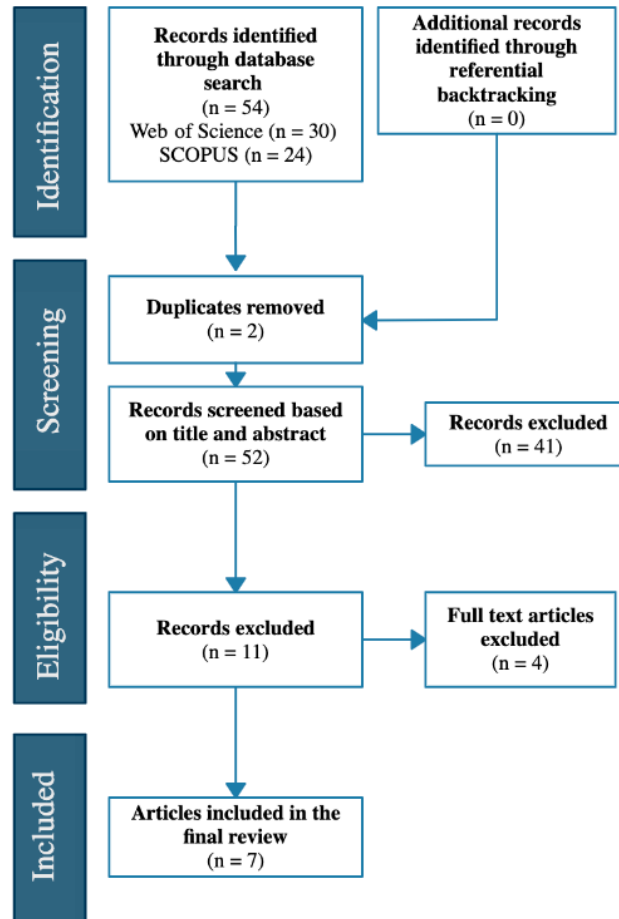 Identification
Records identified
through database
search
(n = 54)
Web of Science (n = 30)
SCOPUS (n = 24)
Additional records
identified through
referential
backtracking
(n = 0)
Screening
Duplicates removed
(n = 2)
Records screened based
on title and abstract
(n = 52)
Records excluded
(n = 41)
Eligibility
Records excluded
(n = 11)
Full text articles
excluded
(n = 4)
Included
Articles included in the
final review
(n = 7)